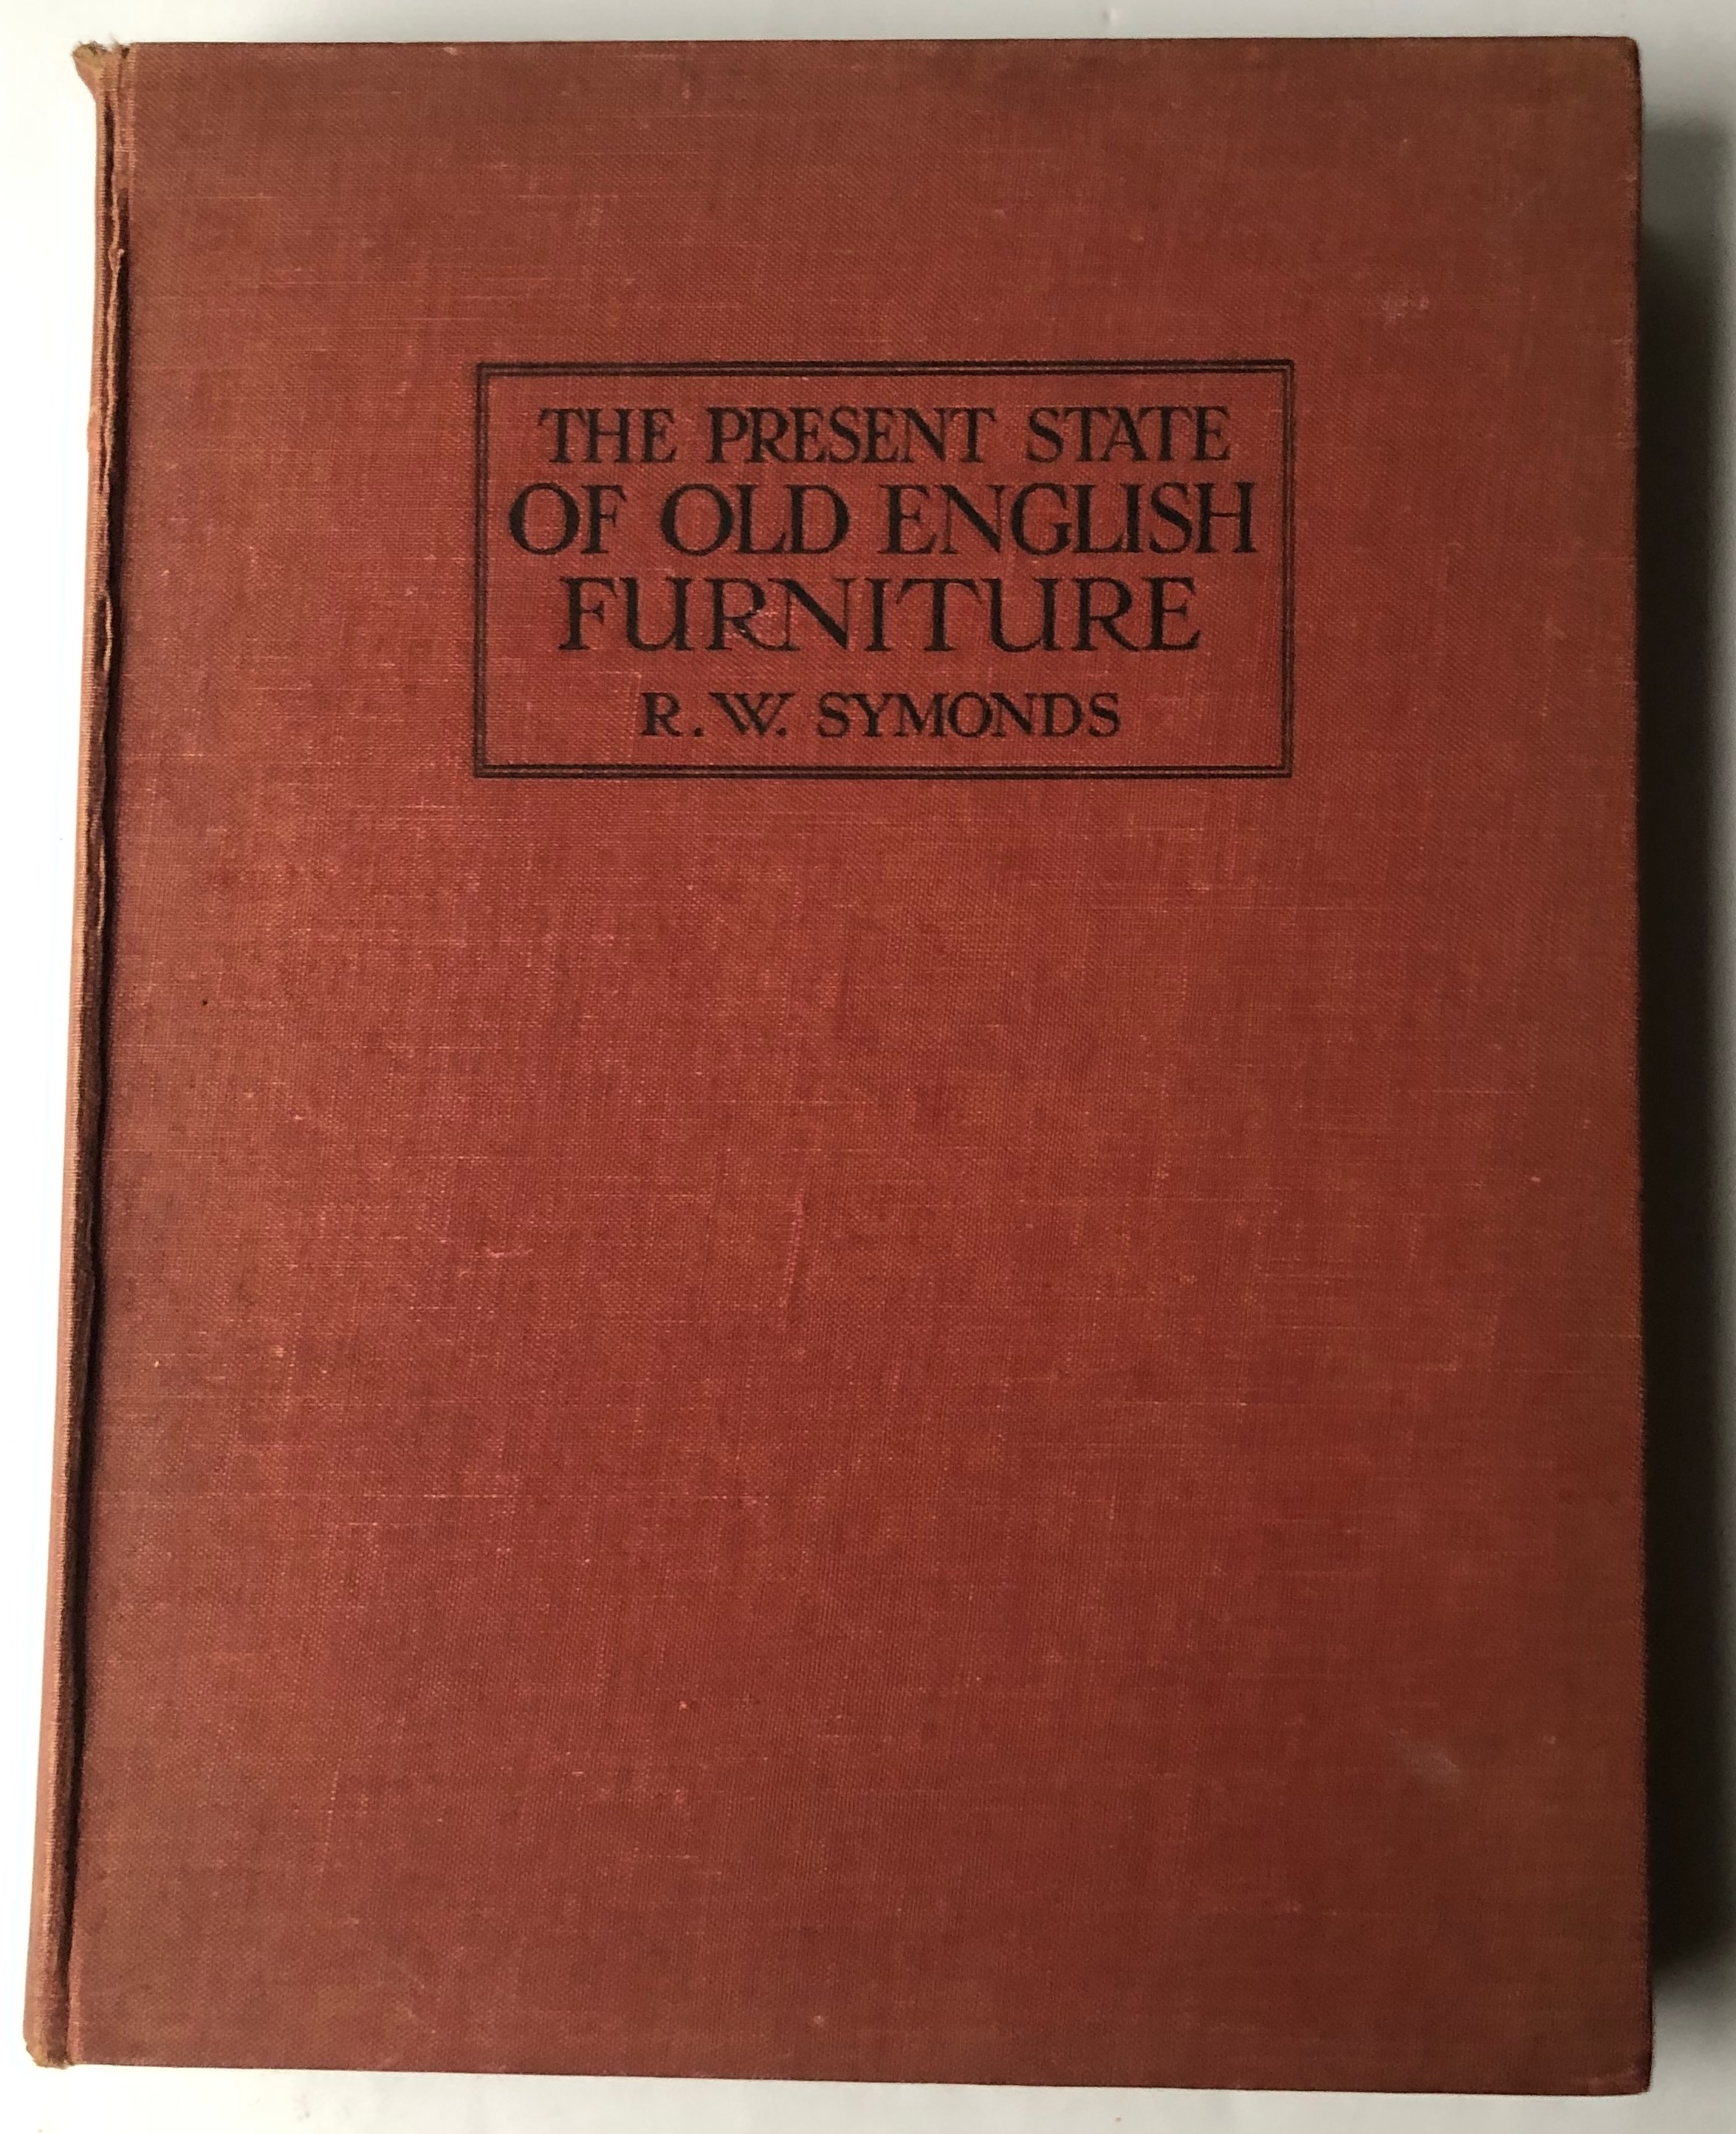 THE PRESENT STATE
OF OLD ENGLISH
FURNITURE
R. W. SYMONDS